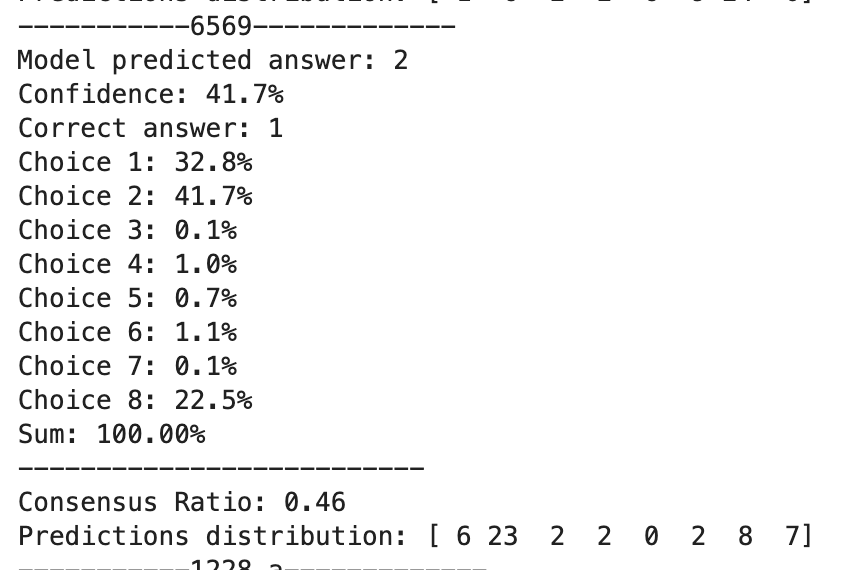 -----------6569-------------
Model predicted answer: 2
Confidence: 41.7%
Correct answer: 1
Choice 1: 32.8%
Choice 2: 41.7%
Choice 3: 0.1%
Choice 4: 1.0%
Choice 5: 0.7%
Choice 6: 1.1%
Choice 7: 0.1%
Choice 8: 22.5%
Sum: 100.00%
--------------------------
Consensus Ratio: 0.46
Predictions distribution: [ 6 23  2  2  0  2  8  7]
-----------1228_a-------------